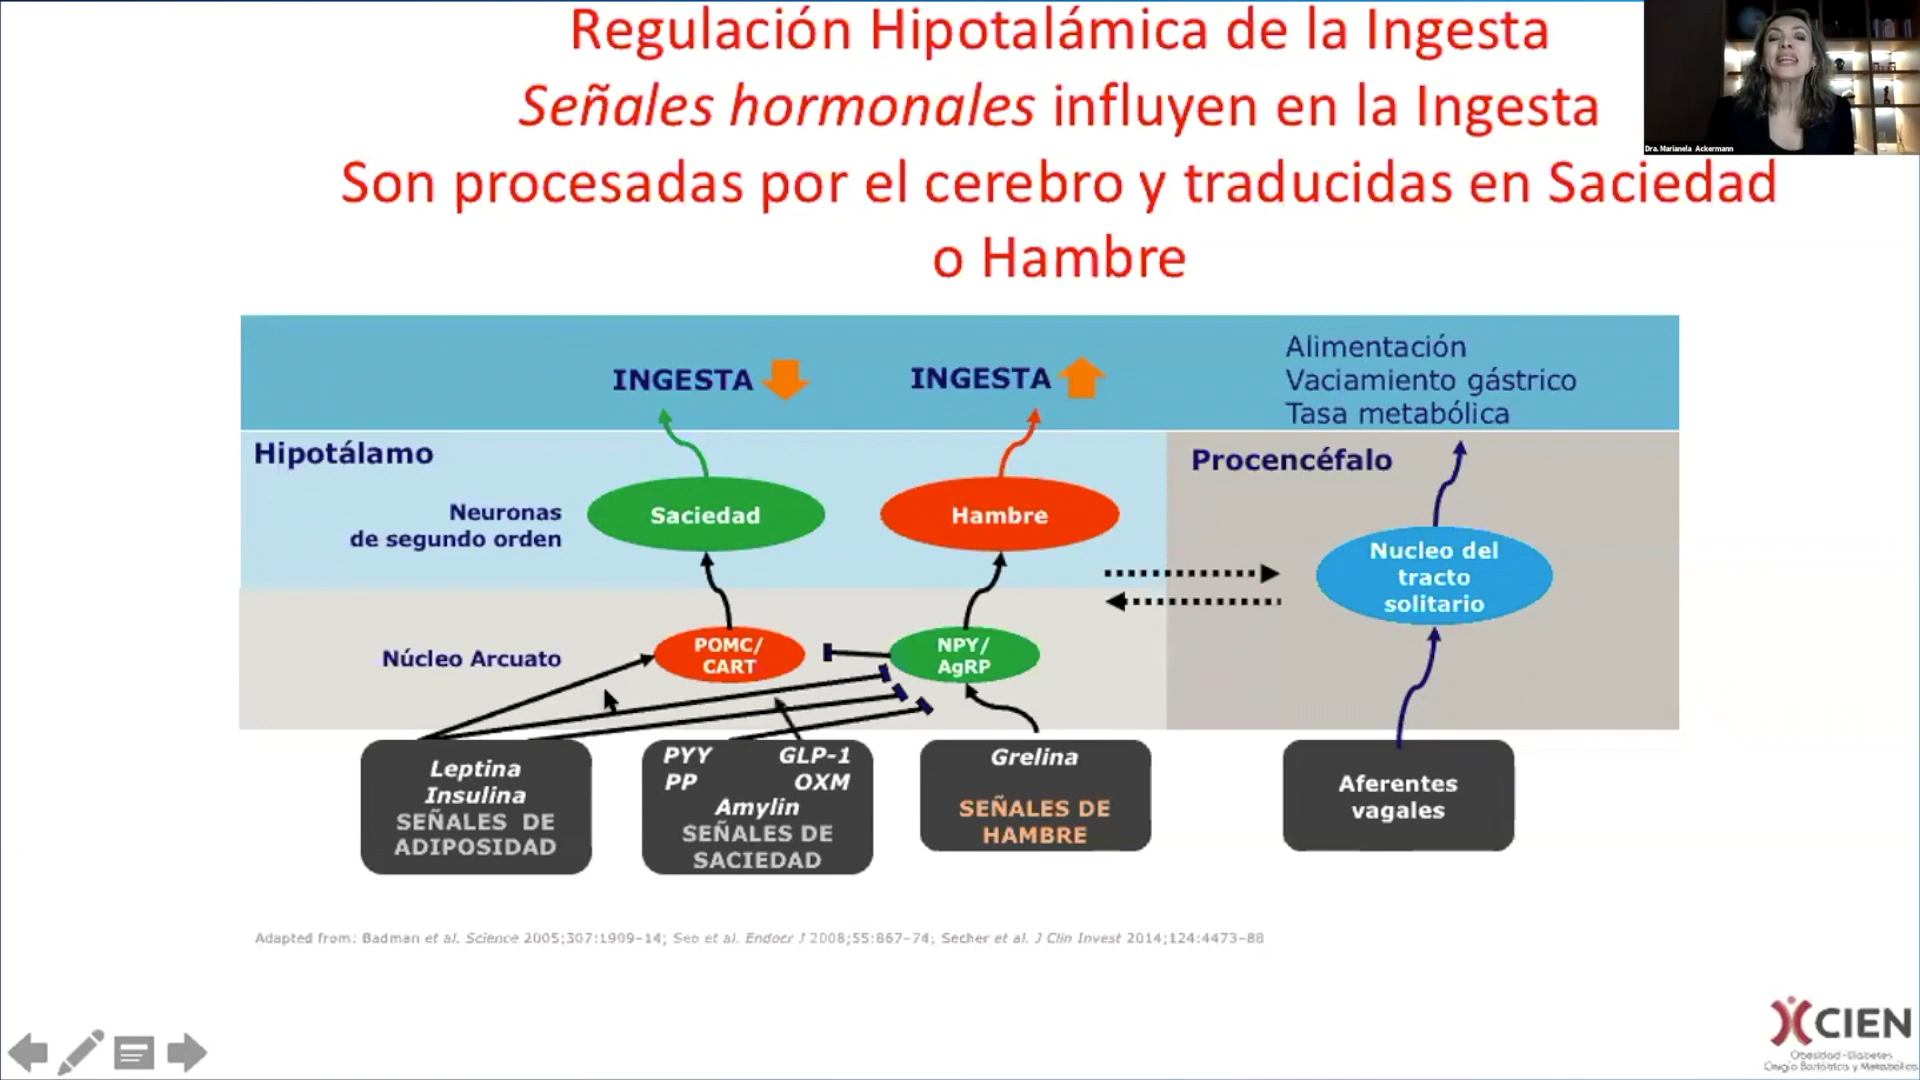 Regulación Hipotalámica de la Ingesta
Señales hormonales influyen en la Ingesta
Son procesadas por el cerebro y traducidas en Saciedad
o Hambre
Dra. Marianela Ackermann
INGESTA
INGESTA
Alimentación
Vaciamiento gástrico
Tasa metabólica
Hipotálamo
Procencéfalo
Neuronas
de segundo orden
Saciedad
Hambre
Nucleo del
tracto
solitario
Núcleo Arcuato
POMC/
CART
NPY/
AgRP
Leptina
Insulina
SEÑALES DE
ADIPOSIDAD
PYY GLP-1
PP OXM
Amylin
SEÑALES DE
SACIEDAD
Grelina
SEÑALES DE
HAMBRE
Aferentes
vagales
Adapted from: Badman et al. Science 2005;307:1909–14; Seo et al. Endocr J 2008;55:867–74; Secher et al. J Clin Invest 2014;124:4473–88
CIEN
Obesidad - Diabetes
Cirugía Bariátrica y Metabólica